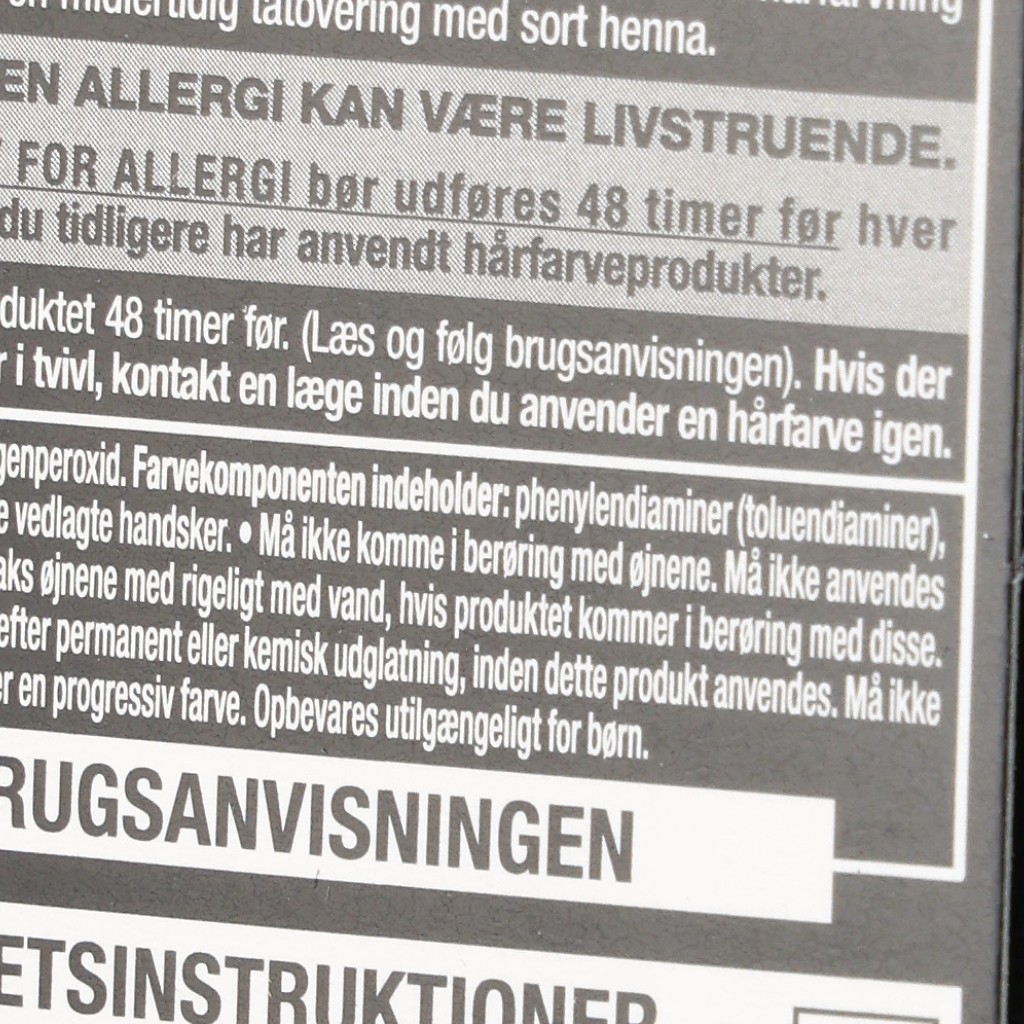 tatovering med sort henna.
EN ALLERGI KAN VÆRE LIVSTRUENDE.
FOR ALLERGI bør udføres 48 timer før hver
du tidligere har anvendt hårfarveprodukter.
duktet 48 timer før. (Læs og følg brugsanvisningen). Hvis der
r i tvivl, kontakt en læge inden du anvender en hårfarve igen.
genperoxid. Farvekomponenten indeholder: phenylendiaminer (toluendiaminer),
e vedlagte handsker. • Må ikke komme i berøring med øjnene. Må ikke anvendes
aks øjnene med rigeligt med vand, hvis produktet kommer i berøring med disse.
efter permanent eller kemisk udglatning, inden dette produkt anvendes. Må ikke
er en progressiv farve. Opbevares utilgængeligt for børn.
RUGSANVISNINGEN
ETSINSTRUKTIONER